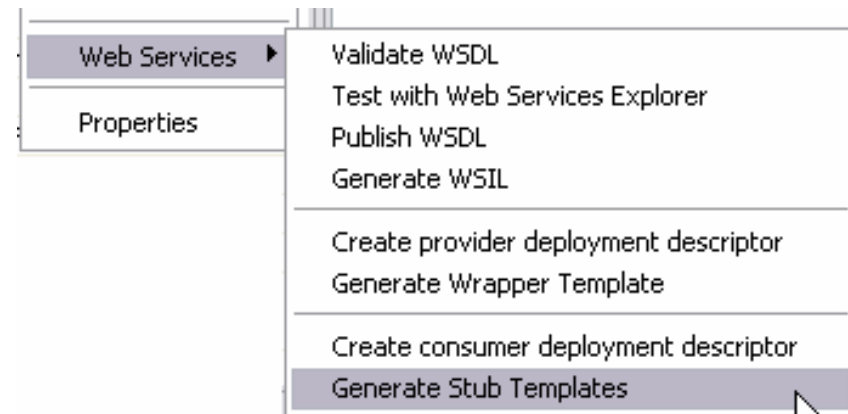 Web Services
Properties
Validate WSDL
Test with Web Services Explorer
Publish WSDL
Generate WSIL
Create provider deployment descriptor
Generate Wrapper Template
Create consumer deployment descriptor
Generate Stub Templates